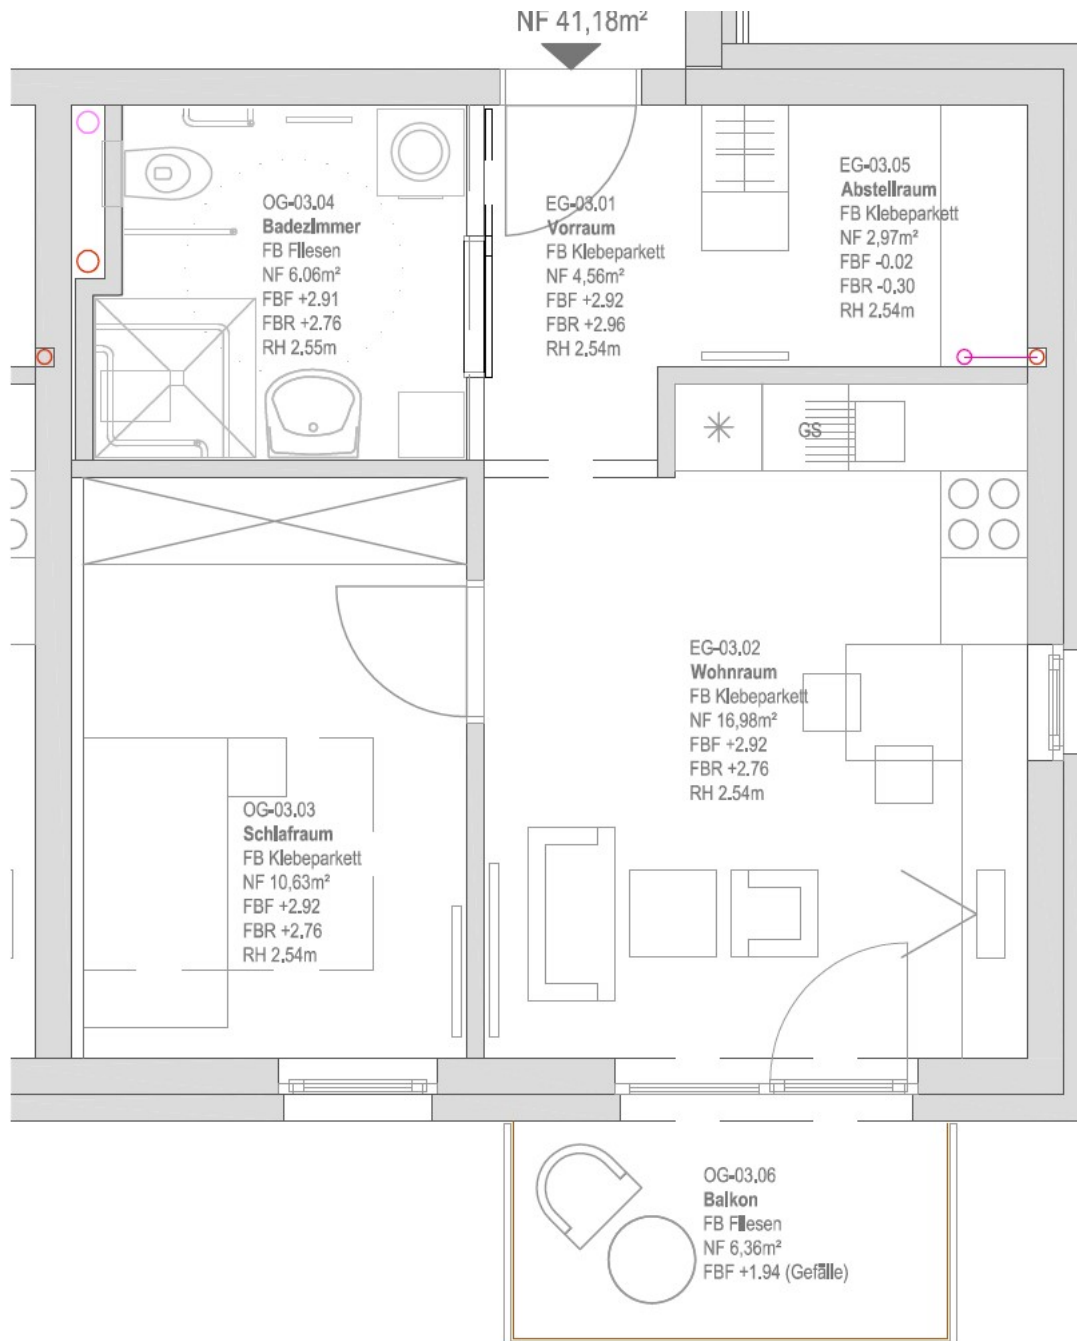 NF 41,18m²
EG-03.05
Abstellraum
FB Klebeparkett
NF 2,97m²
FBF -0.02
FBR -0.30
RH 2.54m
OG-03.04
Badezimmer
FB Fliesen
NF 6.06m²
FBF +2.91
FBR +2.76
RH 2.55m
EG-03.01
Vorraum
FB Klebeparkett
NF 4,56m²
FBF +2.92
FBR +2.96
RH 2.54m
GS
EG-03.02
Wohnraum
FB Klebeparkett
NF 16,98m²
FBF +2.92
FBR +2.76
RH 2.54m
OG-03.03
Schlafraum
FB Klebeparkett
NF 10,63m²
FBF +2.92
FBR +2.76
RH 2.54m
OG-03.06
Balkon
FB Fliesen
NF 6,36m²
FBF +1.94 (Gefälle)